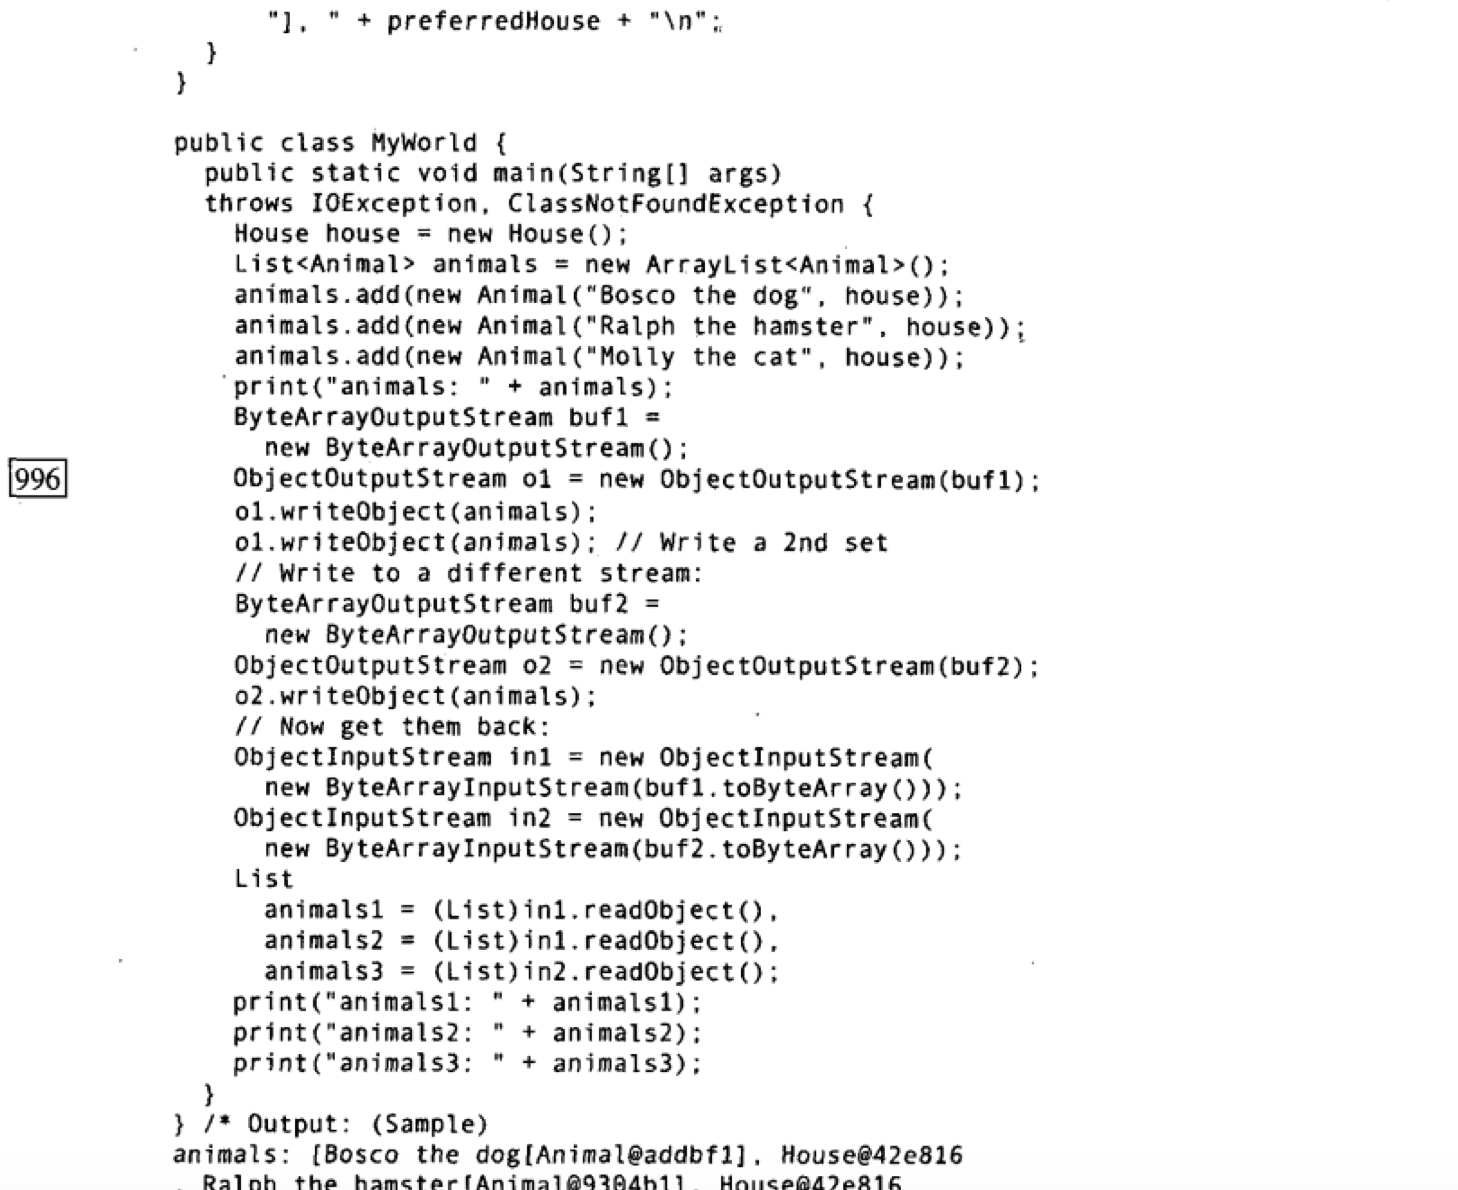 "], " + preferredHouse + "\n";
}
}
public class MyWorld {
public static void main(String[] args)
throws IOException, ClassNotFoundException {
House house = new House();
List<Animal> animals = new ArrayList<Animal>();
animals.add(new Animal("Bosco the dog", house));
animals.add(new Animal("Ralph the hamster", house));
animals.add(new Animal("Molly the cat", house));
print("animals: " + animals);
ByteArrayOutputStream buf1 =
new ByteArrayOutputStream();
996
ObjectOutputStream o1 = new ObjectOutputStream(buf1);
o1.writeObject(animals);
o1.writeObject(animals); // Write a 2nd set
// Write to a different stream:
ByteArrayOutputStream buf2 =
new ByteArrayOutputStream();
ObjectOutputStream o2 = new ObjectOutputStream(buf2);
o2.writeObject(animals);
// Now get them back:
ObjectInputStream in1 = new ObjectInputStream(
new ByteArrayInputStream(buf1.toByteArray()));
ObjectInputStream in2 = new ObjectInputStream(
new ByteArrayInputStream(buf2.toByteArray()));
List
animals1 = (List)in1.readObject(),
animals2 = (List)in1.readObject(),
animals3 = (List)in2.readObject();
print("animals1: " + animals1);
print("animals2: " + animals2);
print("animals3: " + animals3);
}
} /* Output: (Sample)
animals: [Bosco the dog[Animal@addbf1], House@42e816
, Ralph the hamster[Animal@9304b1], House@42e816